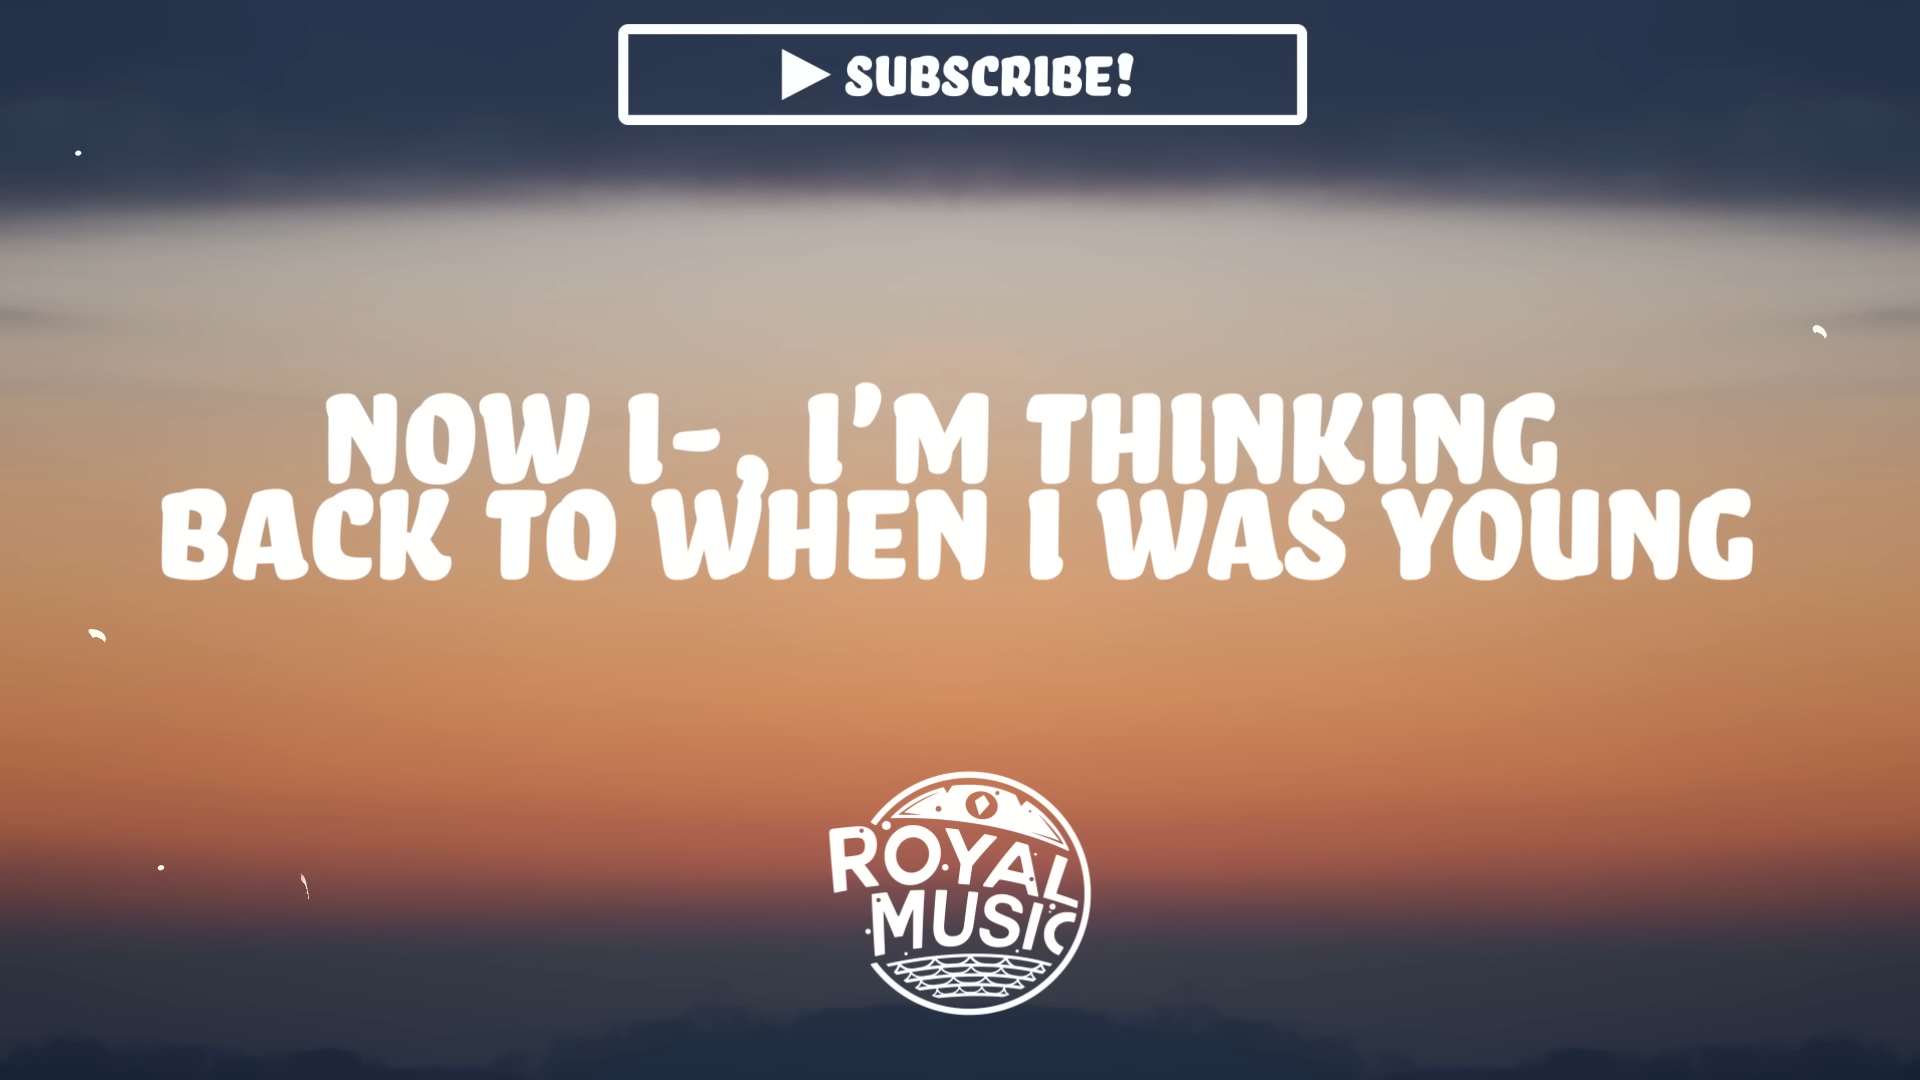 SUBSCRIBE!
NOW I-, I'M THINKING
BACK TO WHEN I WAS YOUNG
ROYAL
MUSIC